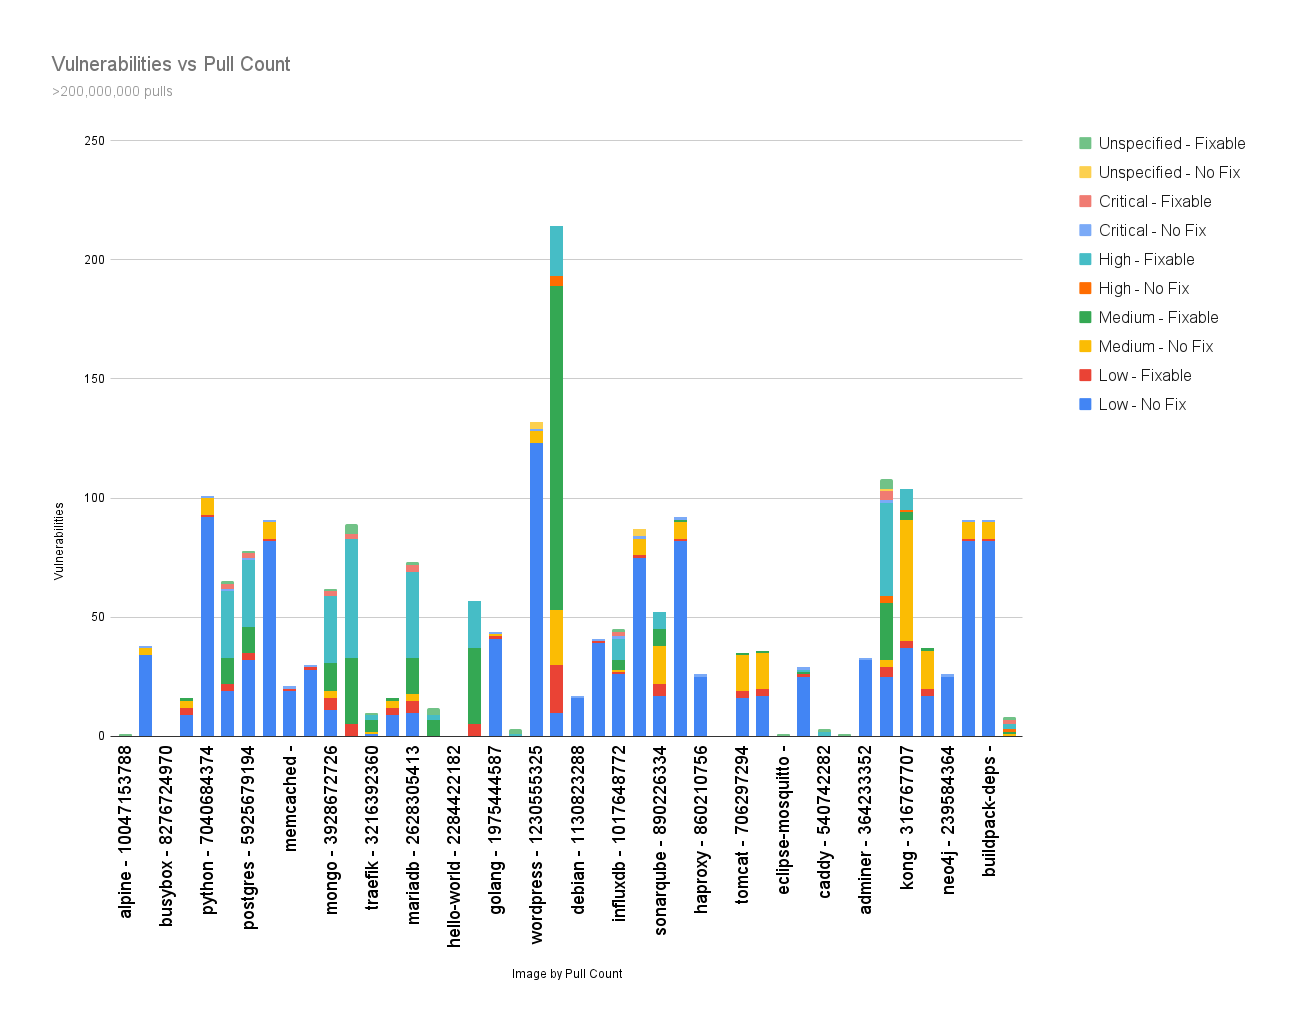 Vulnerabilities vs Pull Count
>200,000,000 pulls
250
200
150
100
50
0
Vulnerabilities
Unspecified - Fixable
Unspecified - No Fix
Critical - Fixable
Critical - No Fix
High - Fixable
High - No Fix
Medium - Fixable
Medium - No Fix
Low - Fixable
Low - No Fix
alpine - 10047153788
busybox - 8276724970
python - 7040684374
postgres - 5925679194
memcached -
mongo - 3928672726
traefik - 3216392360
mariadb - 2628305413
hello-world - 2284422182
golang - 1975444587
wordpress - 1230555325
debian - 1130823288
influxdb - 1017648772
sonarqube - 890226334
haproxy - 860210756
tomcat - 706297294
eclipse-mosquitto -
caddy - 540742282
adminer - 364233352
kong - 316767707
neo4j - 239584364
buildpack-deps -
Image by Pull Count